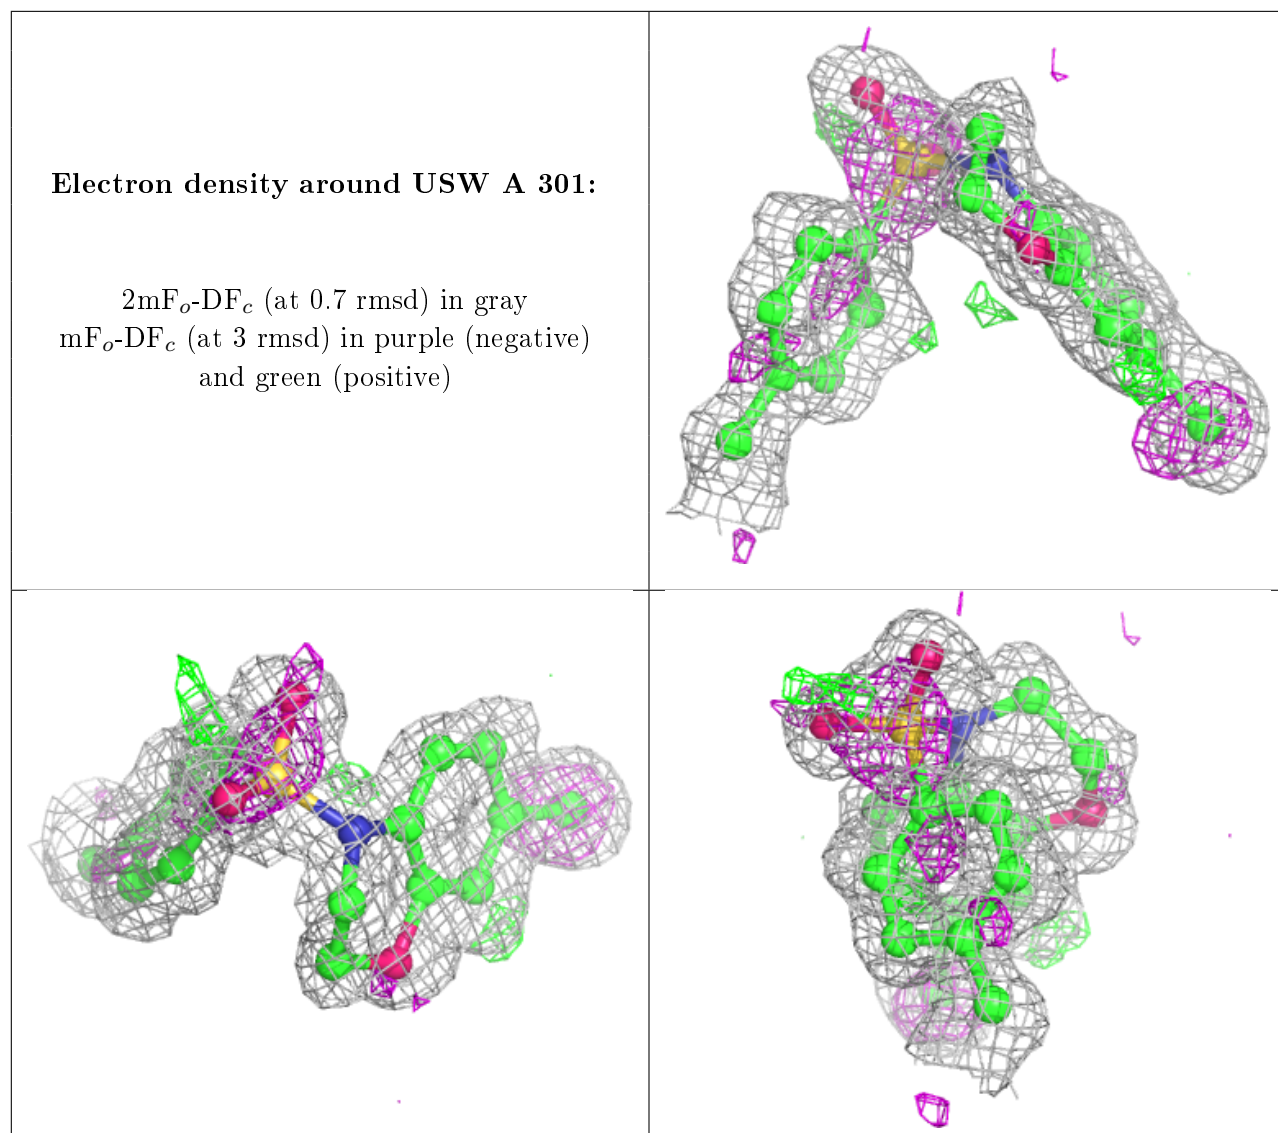 Electron density around USW A 301:
2mFo-DFc (at 0.7 rmsd) in gray
mFo-DFc (at 3 rmsd) in purple (negative)
and green (positive)